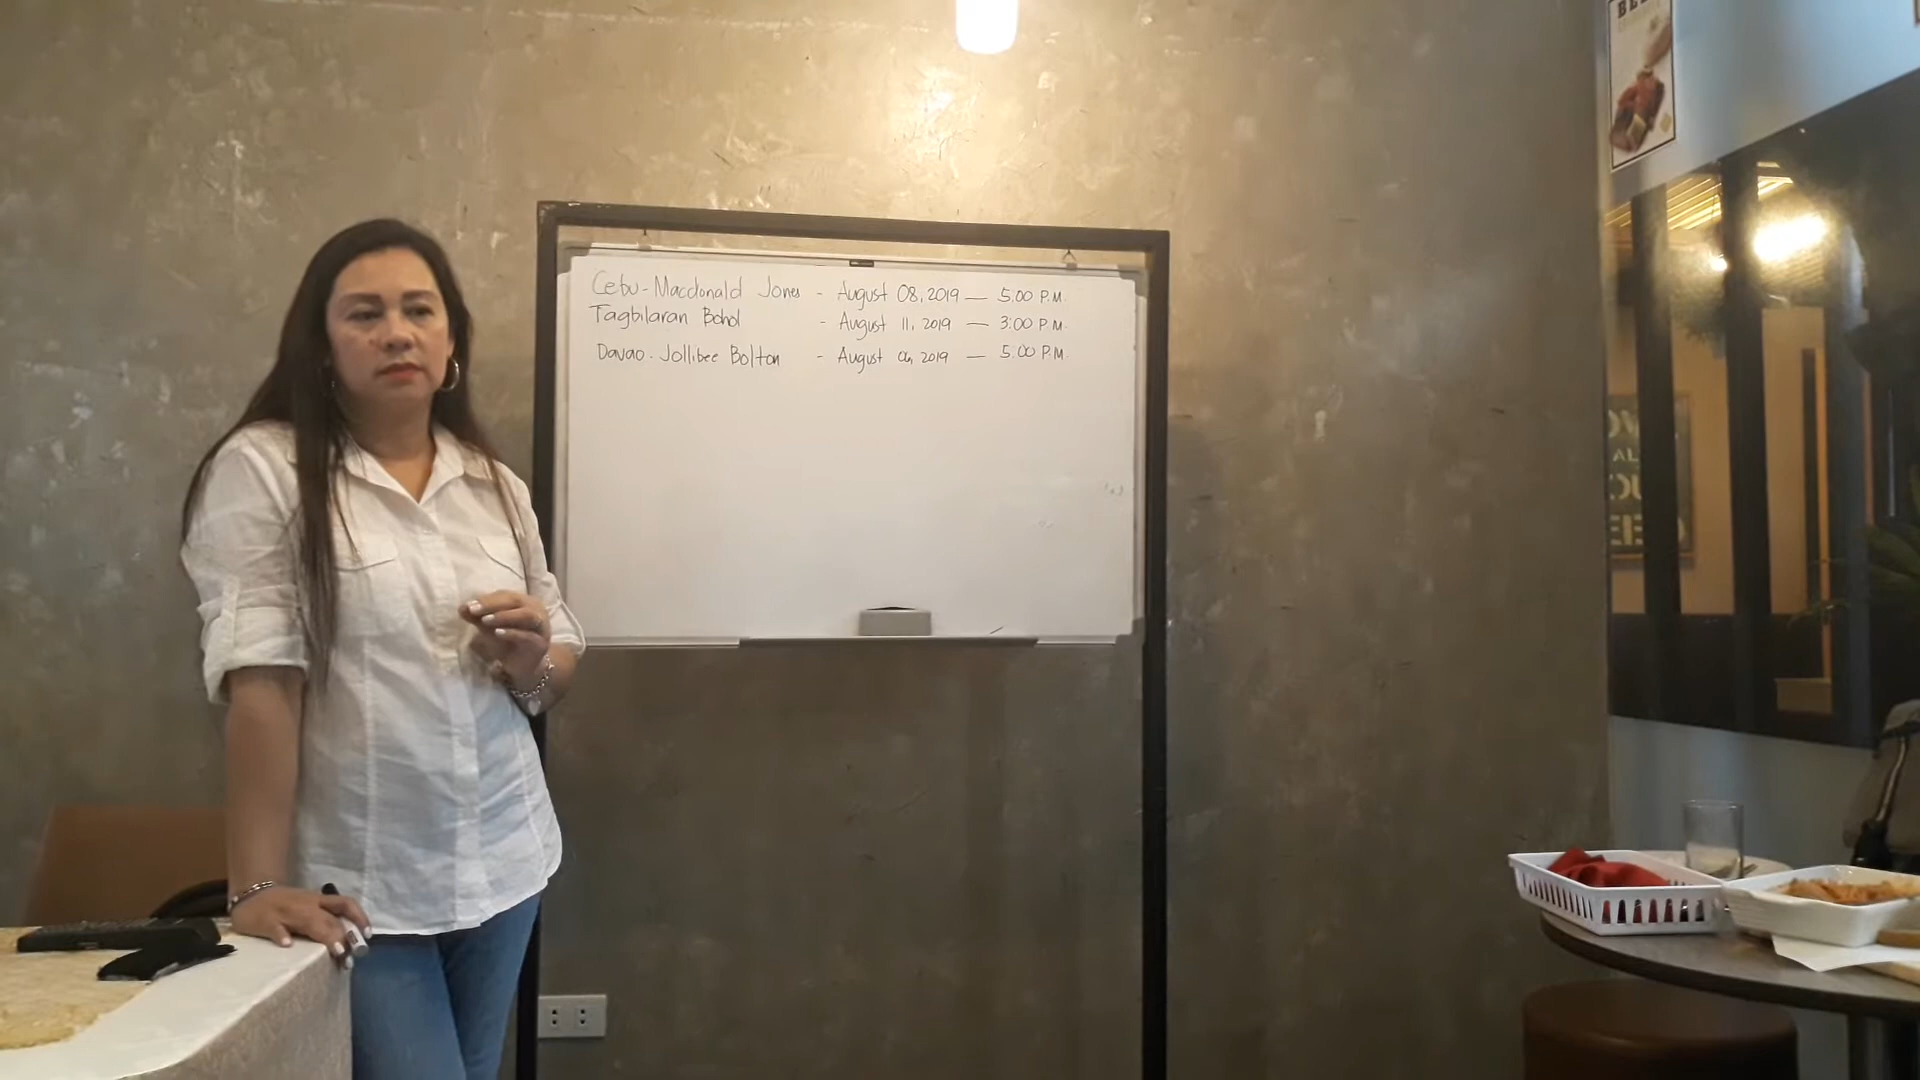 Cebu - Macdonald Jones - August 08, 2019 — 5:00 P.M.
Tagbilaran Bohol - August 11, 2019 — 3:00 P.M.
Davao - Jollibee Bolton - August 2019 — 5:00 P.M.